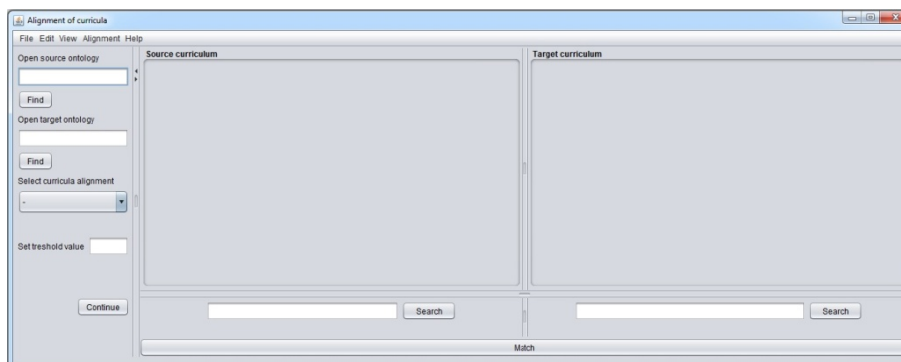 Alignment of curricula
File Edit View Alignment Help
Open source ontology
Find
Open target ontology
Find
Select curricula alignment
-
Set treshold value
Continue
Source curriculum
Search
Target curriculum
Search
Match